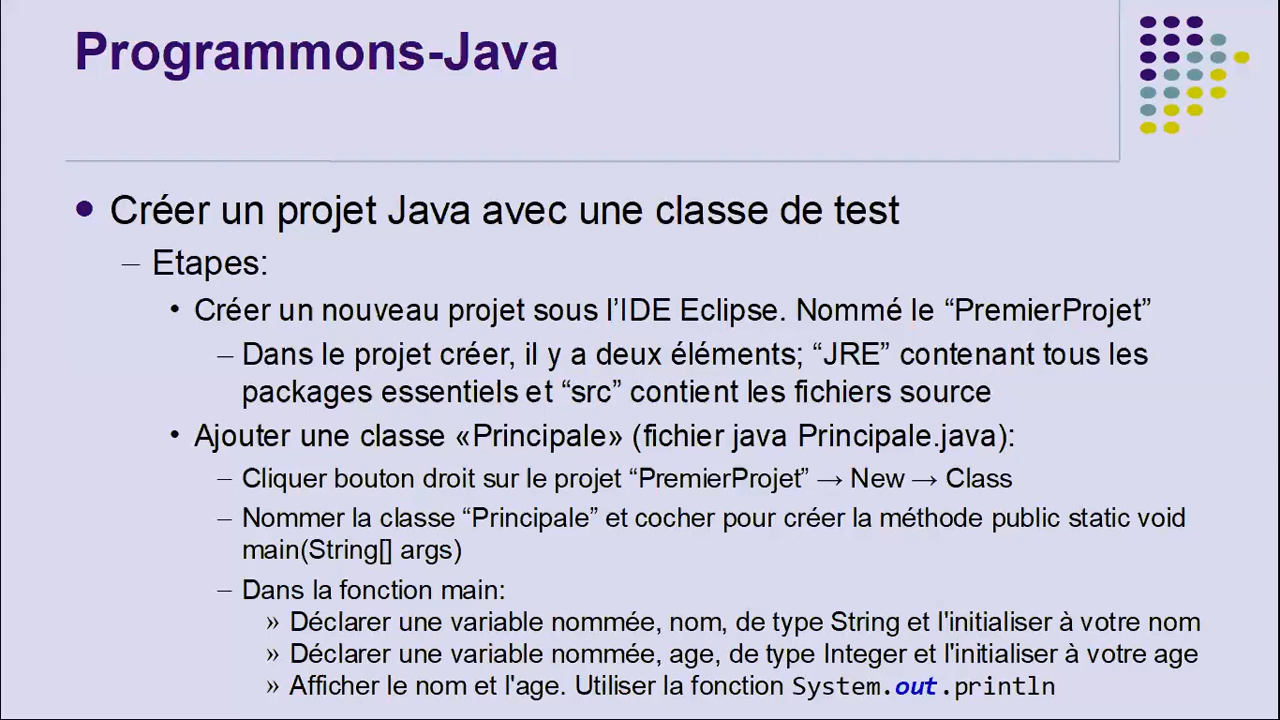 Programmons-Java
• Créer un projet Java avec une classe de test
– Etapes:
• Créer un nouveau projet sous l’IDE Eclipse. Nommé le “PremierProjet”
– Dans le projet créer, il y a deux éléments; “JRE” contenant tous les
packages essentiels et “src” contient les fichiers source
• Ajouter une classe «Principale» (fichier java Principale.java):
– Cliquer bouton droit sur le projet “PremierProjet” → New → Class
– Nommer la classe “Principale” et cocher pour créer la méthode public static void
main(String[] args)
– Dans la fonction main:
» Déclarer une variable nommée, nom, de type String et l'initialiser à votre nom
» Déclarer une variable nommée, age, de type Integer et l'initialiser à votre age
» Afficher le nom et l'age. Utiliser la fonction System.out.println